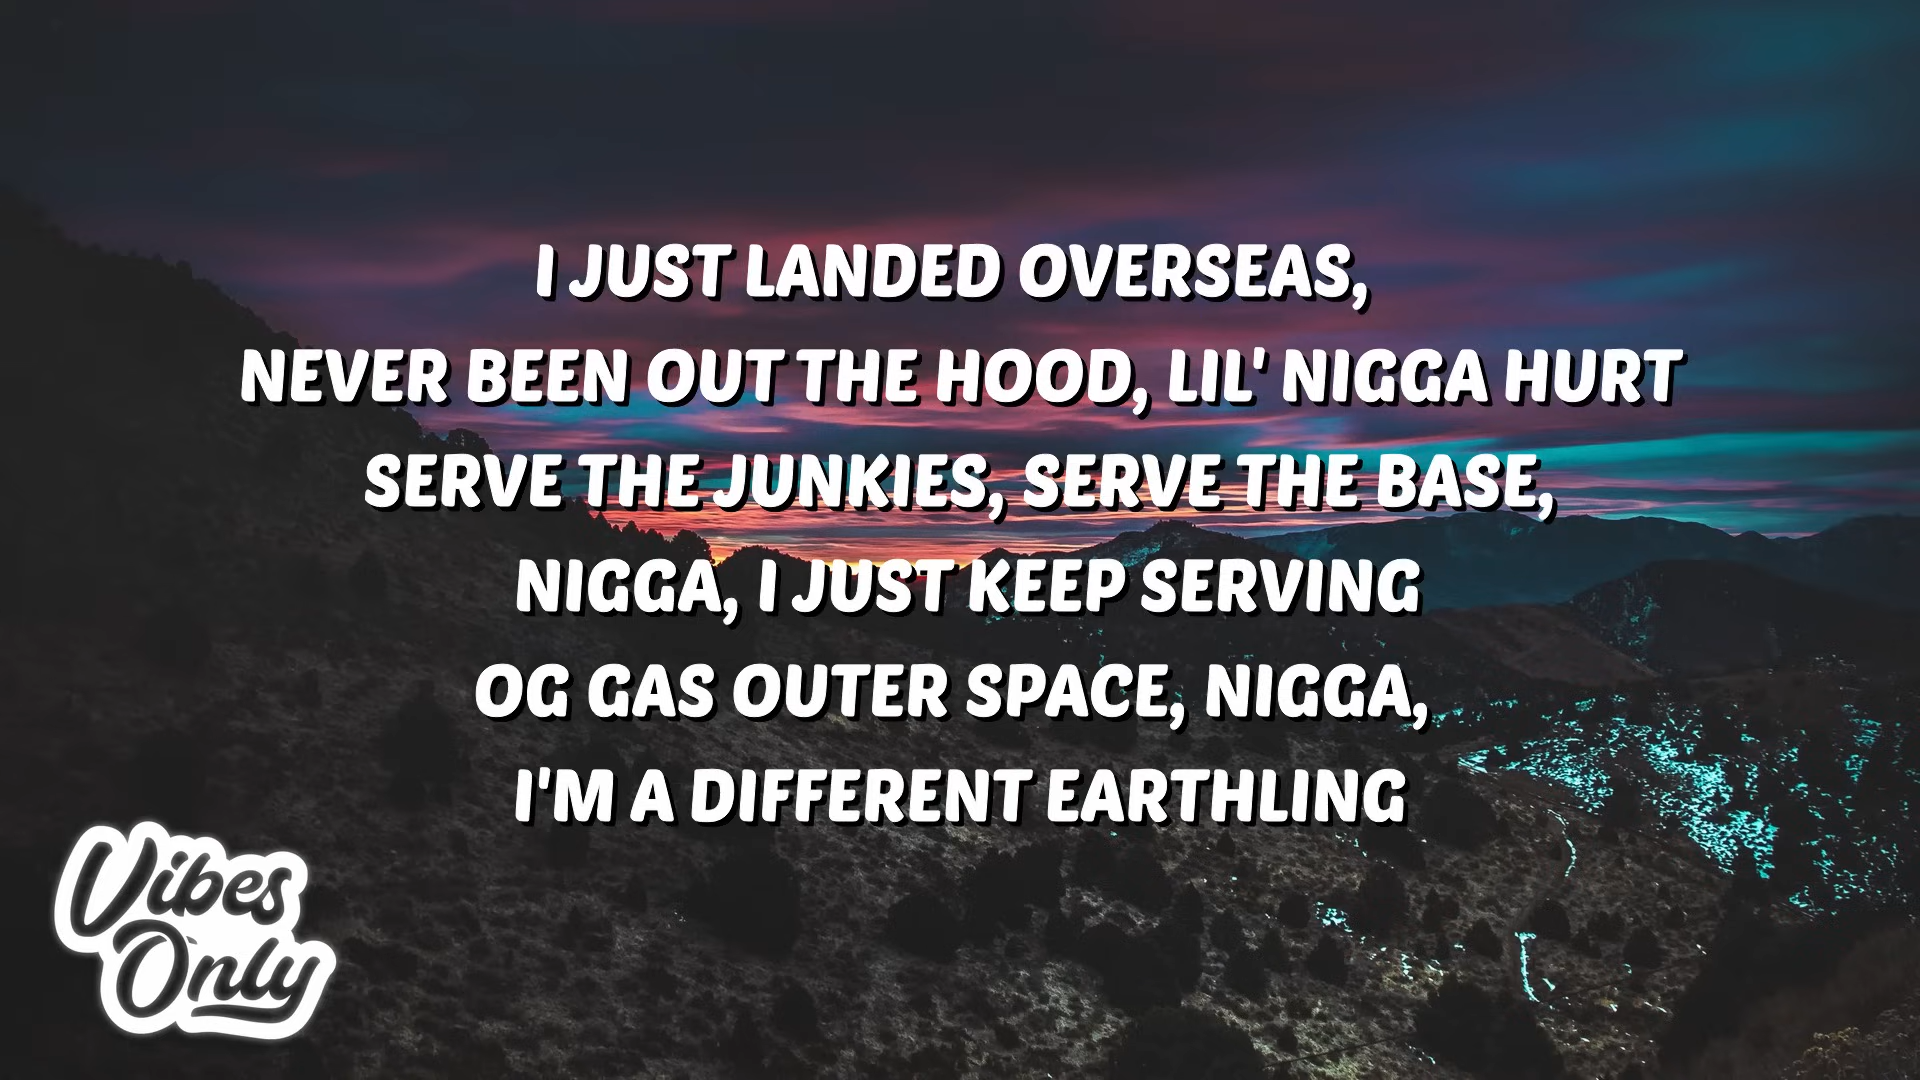 I JUST LANDED OVERSEAS,
NEVER BEEN OUT THE HOOD, LIL' NIGGA HURT
SERVE THE JUNKIES, SERVE THE BASE,
NIGGA, I JUST KEEP SERVING
OG GAS OUTER SPACE, NIGGA,
I'M A DIFFERENT EARTHLING
Vibes
Only